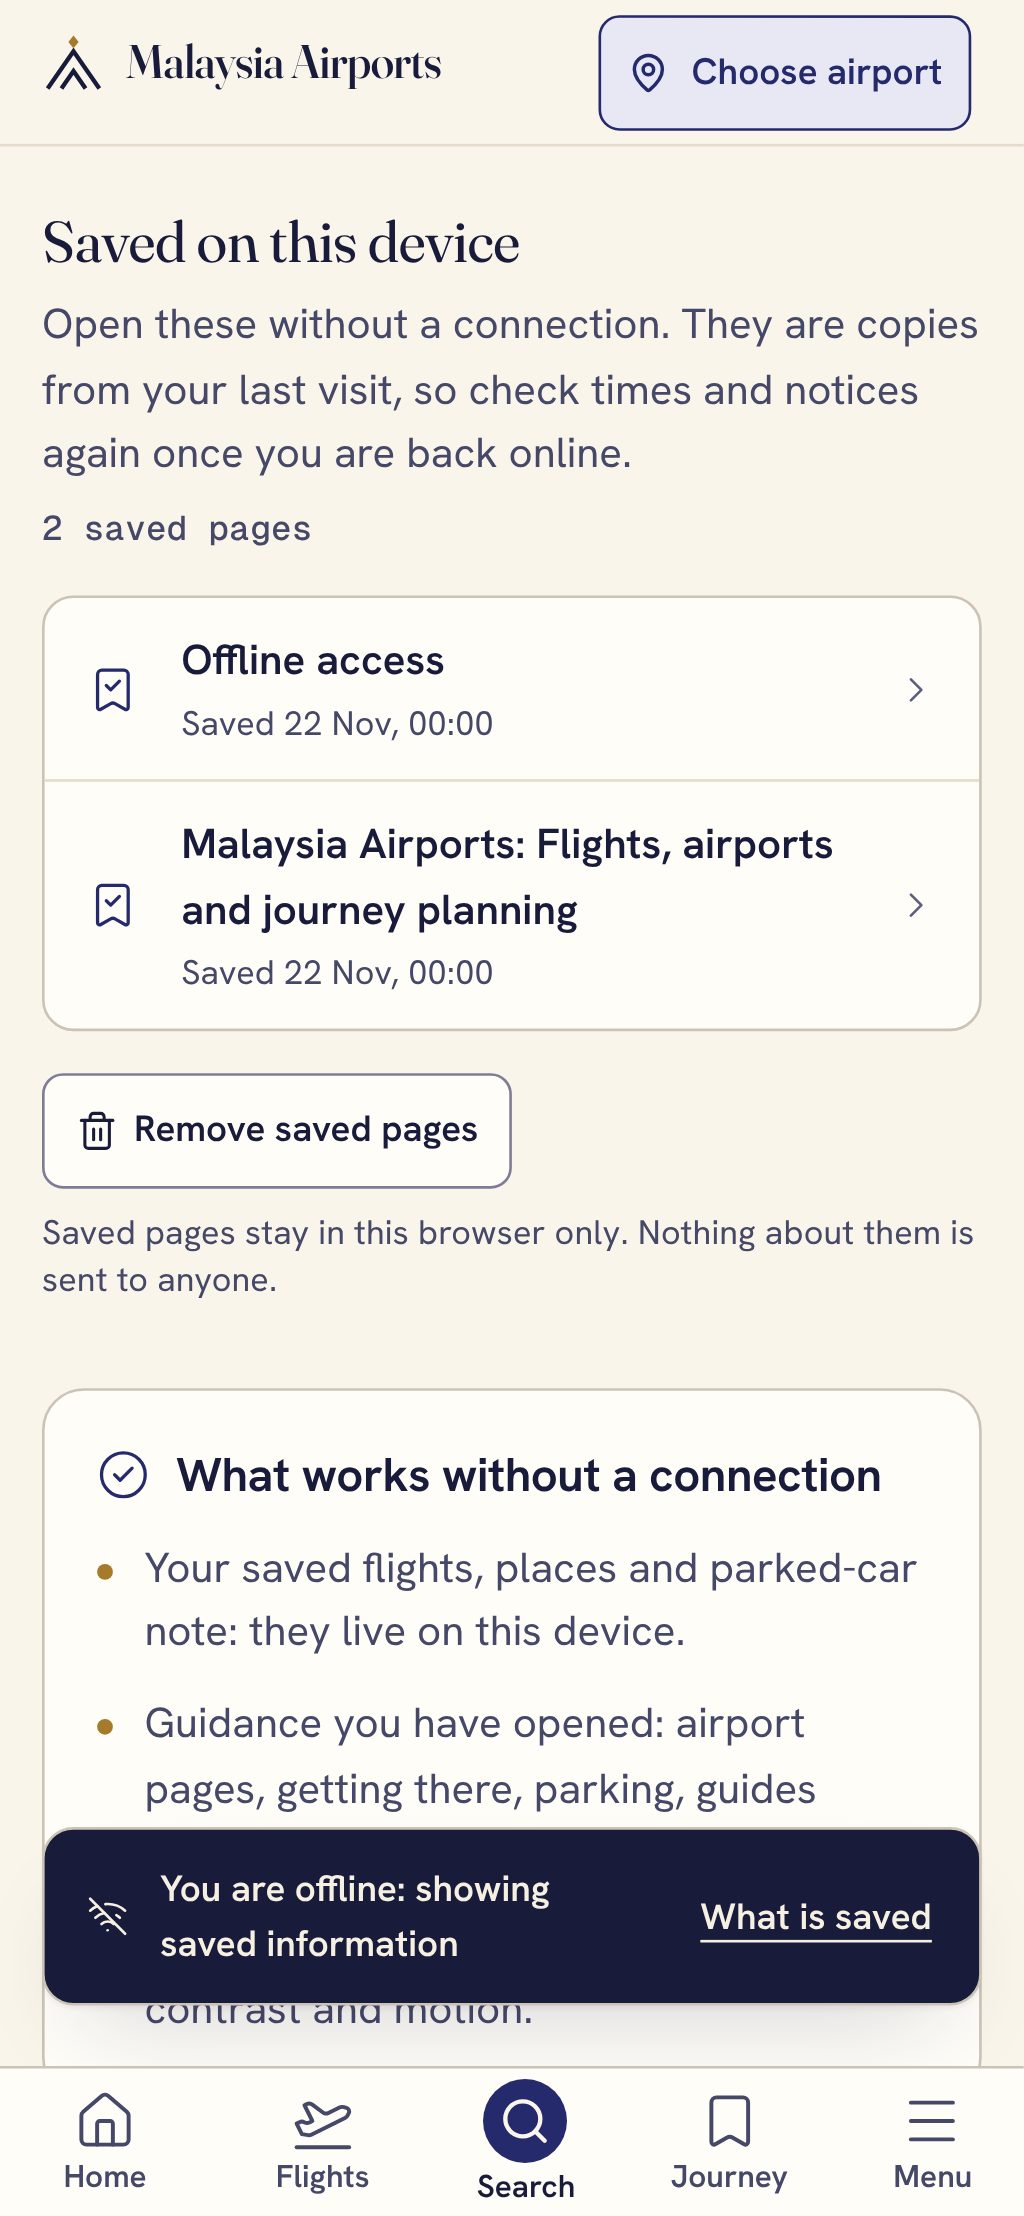 Malaysia Airports
Choose airport
Saved on this device
Open these without a connection. They are copies
from your last visit, so check times and notices
again once you are back online.
2 saved pages
Offline access
Saved 22 Nov, 00:00
Malaysia Airports: Flights, airports
and journey planning
Saved 22 Nov, 00:00
Remove saved pages
Saved pages stay in this browser only. Nothing about them is
sent to anyone.
What works without a connection
Your saved flights, places and parked-car
note: they live on this device.
Guidance you have opened: airport
pages, getting there, parking, guides
You are offline: showing
saved information
What is saved
contrast and motion.
Home
Flights
Search
Journey
Menu